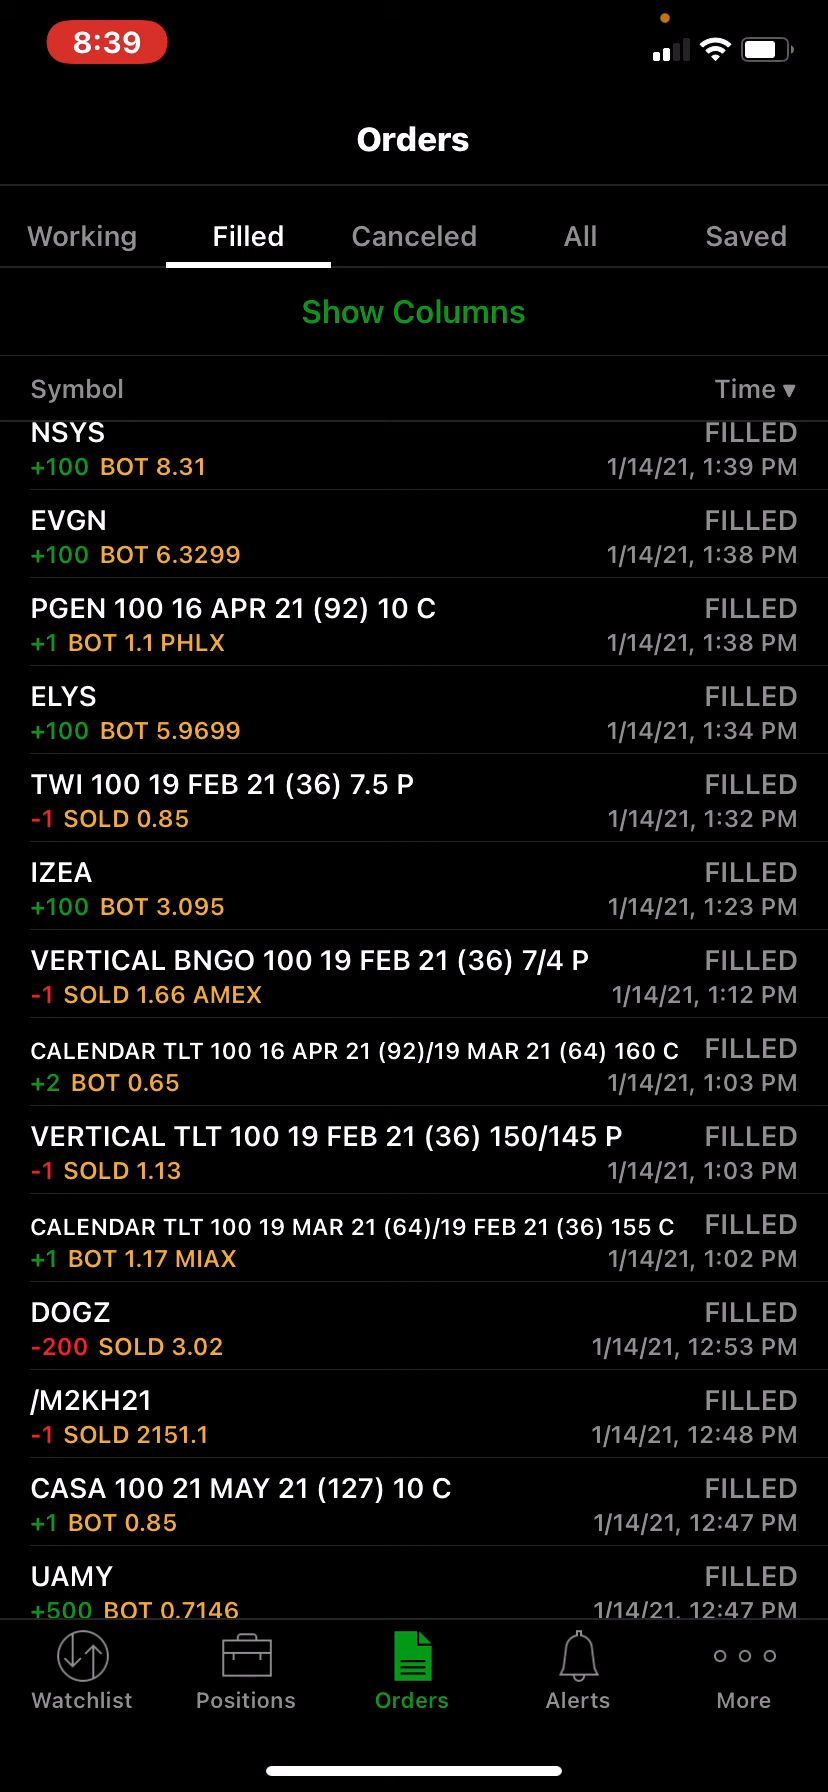 8:39
Orders
Working Filled Canceled All Saved
Show Columns
Symbol Time ▾
NSYS FILLED
+100 BOT 8.31 1/14/21, 1:39 PM
EVGN FILLED
+100 BOT 6.3299 1/14/21, 1:38 PM
PGEN 100 16 APR 21 (92) 10 C FILLED
+1 BOT 1.1 PHLX 1/14/21, 1:38 PM
ELYS FILLED
+100 BOT 5.9699 1/14/21, 1:34 PM
TWI 100 19 FEB 21 (36) 7.5 P FILLED
-1 SOLD 0.85 1/14/21, 1:32 PM
IZEA FILLED
+100 BOT 3.095 1/14/21, 1:23 PM
VERTICAL BNGO 100 19 FEB 21 (36) 7/4 P FILLED
-1 SOLD 1.66 AMEX 1/14/21, 1:12 PM
CALENDAR TLT 100 16 APR 21 (92)/19 MAR 21 (64) 160 C FILLED
+2 BOT 0.65 1/14/21, 1:03 PM
VERTICAL TLT 100 19 FEB 21 (36) 150/145 P FILLED
-1 SOLD 1.13 1/14/21, 1:03 PM
CALENDAR TLT 100 19 MAR 21 (64)/19 FEB 21 (36) 155 C FILLED
+1 BOT 1.17 MIAX 1/14/21, 1:02 PM
DOGZ FILLED
-200 SOLD 3.02 1/14/21, 12:53 PM
/M2KH21 FILLED
-1 SOLD 2151.1 1/14/21, 12:48 PM
CASA 100 21 MAY 21 (127) 10 C FILLED
+1 BOT 0.85 1/14/21, 12:47 PM
UAMY FILLED
+500 BOT 0.7146 1/14/21, 12:47 PM
Watchlist Positions Orders Alerts More